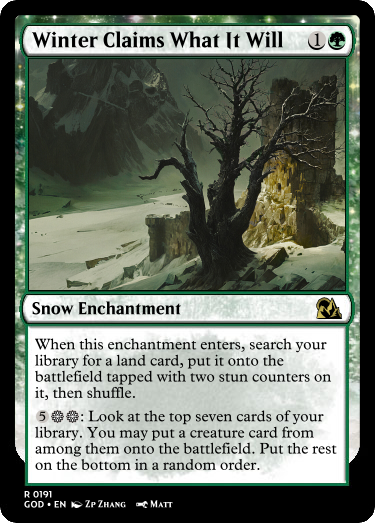 Winter Claims What It Will 1
Snow Enchantment
When this enchantment enters, search your
library for a land card, put it onto the
battlefield tapped with two stun counters on
it, then shuffle.
5 : Look at the top seven cards of your
library. You may put a creature card from
among them onto the battlefield. Put the rest
on the bottom in a random order.
R 0191
GOD • EN ZP ZHANG MATT